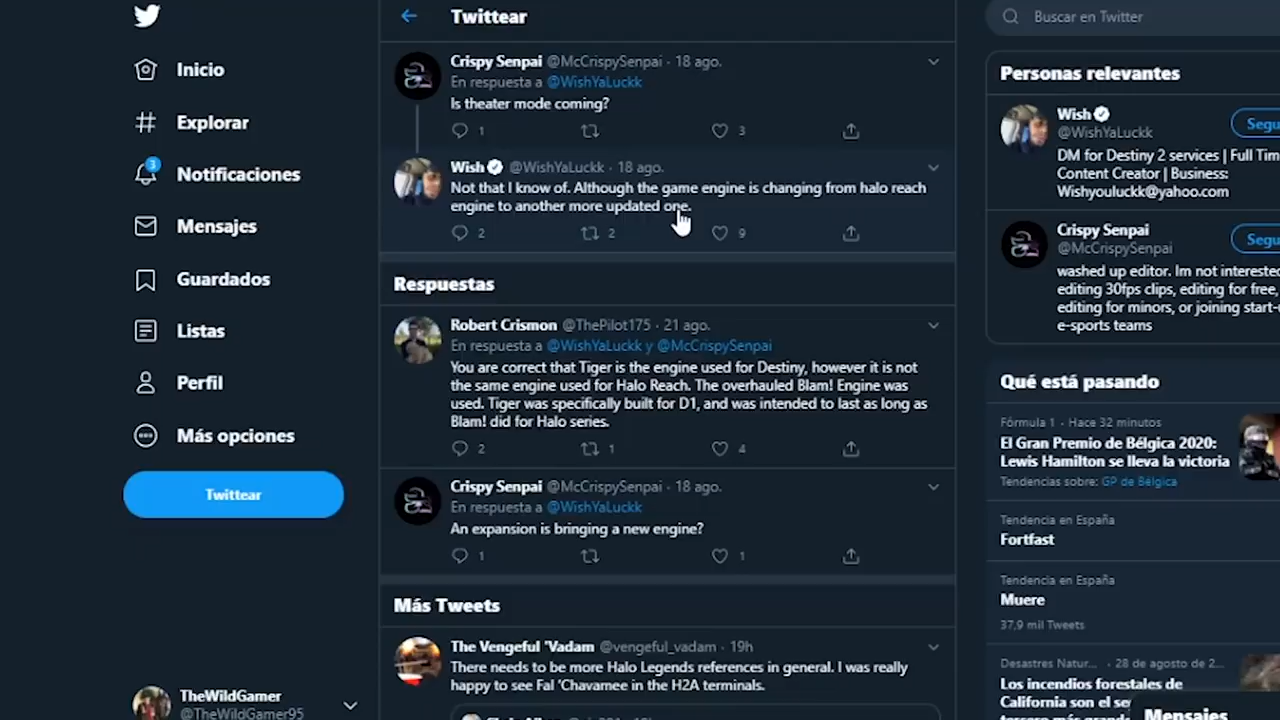 Inicio
Explorar
3
Notificaciones
Mensajes
Guardados
Listas
Perfil
Más opciones
Twittear
TheWildGamer
@TheWildGamer95
Twittear
Crispy Senpai @McCrispySenpai · 18 ago.
En respuesta a @WishYaLuckk
Is theater mode coming?
1 3
Wish @WishYaLuckk · 18 ago.
Not that I know of. Although the game engine is changing from halo reach
engine to another more updated one.
2 2 9
Respuestas
Robert Crismon @ThePilot175 · 21 ago.
En respuesta a @WishYaLuckk y @McCrispySenpai
You are correct that Tiger is the engine used for Destiny, however it is not
the same engine used for Halo Reach. The overhauled Blam! Engine was
used. Tiger was specifically built for D1, and was intended to last as long as
Blam! did for Halo series.
2 1 4
Crispy Senpai @McCrispySenpai · 18 ago.
En respuesta a @WishYaLuckk
An expansion is bringing a new engine?
1 1
Más Tweets
The Vengeful 'Vadam @vengeful_vadam · 19h
There needs to be more Halo Legends references in general. I was really
happy to see Fal 'Chavamee in the H2A terminals.
Buscar en Twitter
Personas relevantes
Wish
@WishYaLuckk
Segu
DM for Destiny 2 services | Full Tim
Content Creator | Business:
Wishyouluckk@yahoo.com
Crispy Senpai
@McCrispySenpai
Segu
washed up editor. Im not interested
editing 30fps clips, editing for free,
editing for minors, or joining start-
e-sports teams
Qué está pasando
Fórmula 1 · Hace 32 minutos
El Gran Premio de Bélgica 2020:
Lewis Hamilton se lleva la victoria
Tendencias sobre: GP de Bélgica
Tendencia en España
Fortfast
Tendencia en España
Muere
37,9 mil Tweets
Desastres Natur... · 28 de agosto de 2...
Los incendios forestales de
California son el se
tercero más grande
Mensajes